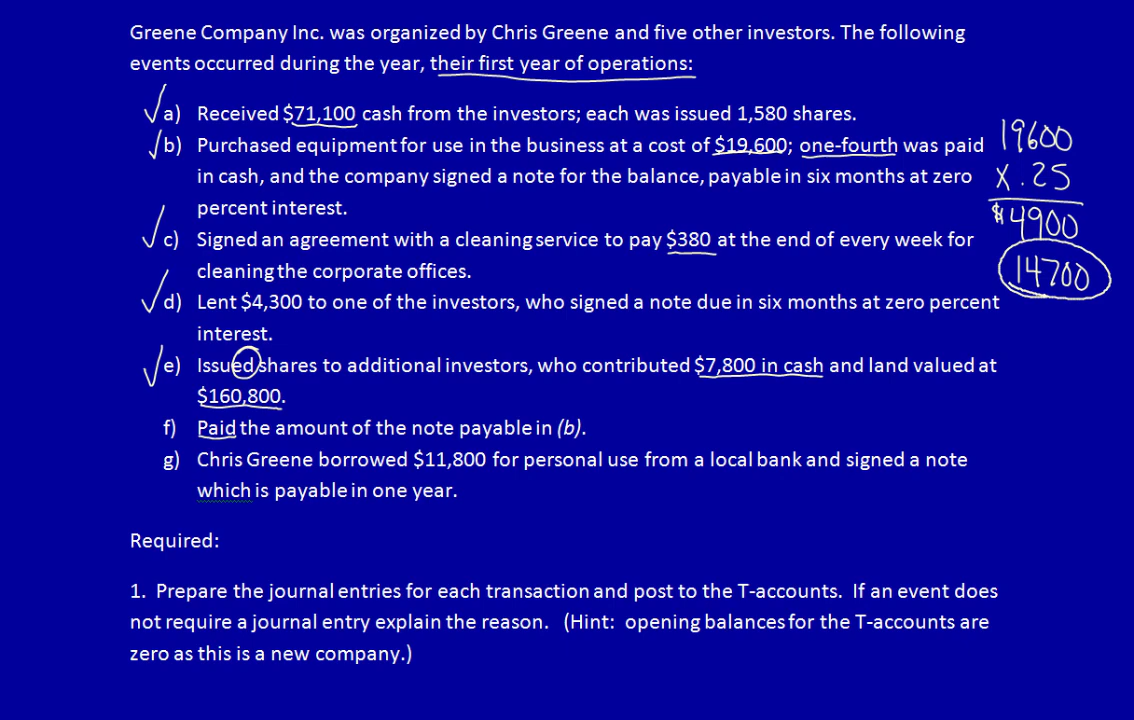 Greene Company Inc. was organized by Chris Greene and five other investors. The following
events occurred during the year, their first year of operations:
a) Received $71,100 cash from the investors; each was issued 1,580 shares.
b) Purchased equipment for use in the business at a cost of $19,600; one-fourth was paid
in cash, and the company signed a note for the balance, payable in six months at zero
percent interest.
c) Signed an agreement with a cleaning service to pay $380 at the end of every week for
cleaning the corporate offices.
d) Lent $4,300 to one of the investors, who signed a note due in six months at zero percent
interest.
e) Issued shares to additional investors, who contributed $7,800 in cash and land valued at
$160,800.
f) Paid the amount of the note payable in (b).
g) Chris Greene borrowed $11,800 for personal use from a local bank and signed a note
which is payable in one year.
19600
X .25
$4900
14700
Required:
1. Prepare the journal entries for each transaction and post to the T-accounts. If an event does
not require a journal entry explain the reason. (Hint: opening balances for the T-accounts are
zero as this is a new company.)